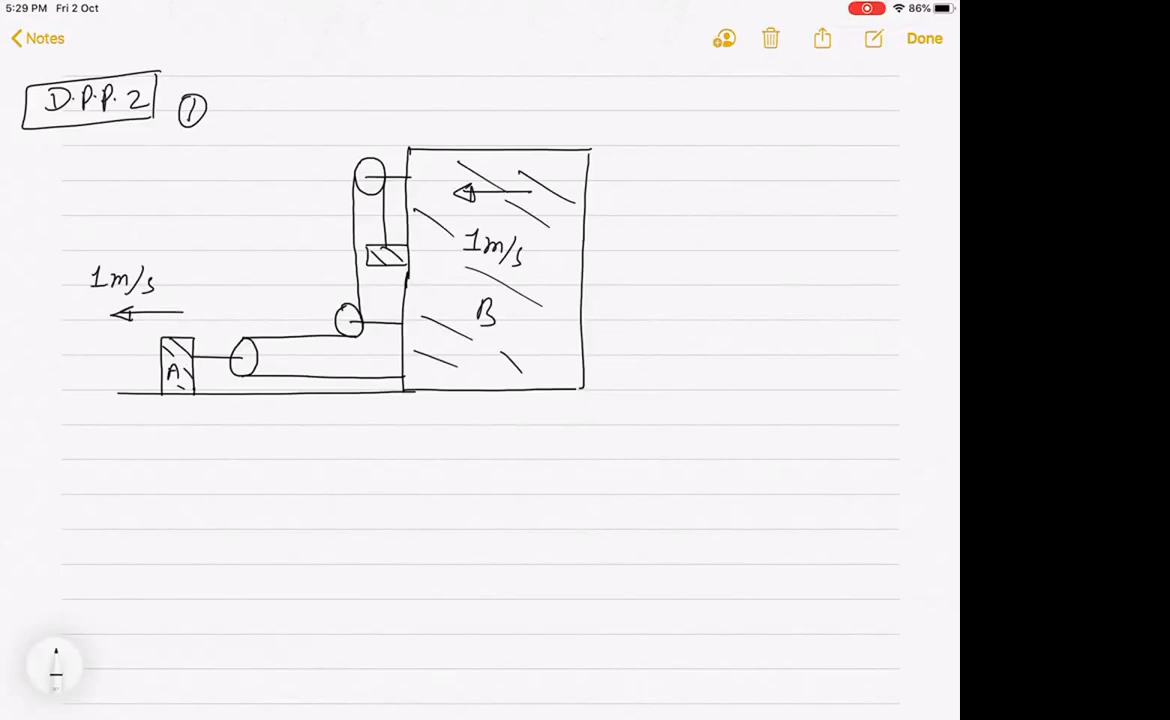 5:29 PM Fri 2 Oct
86%
Notes
Done
D.P.P. 2 ①
1m/s
1m/s
B
A